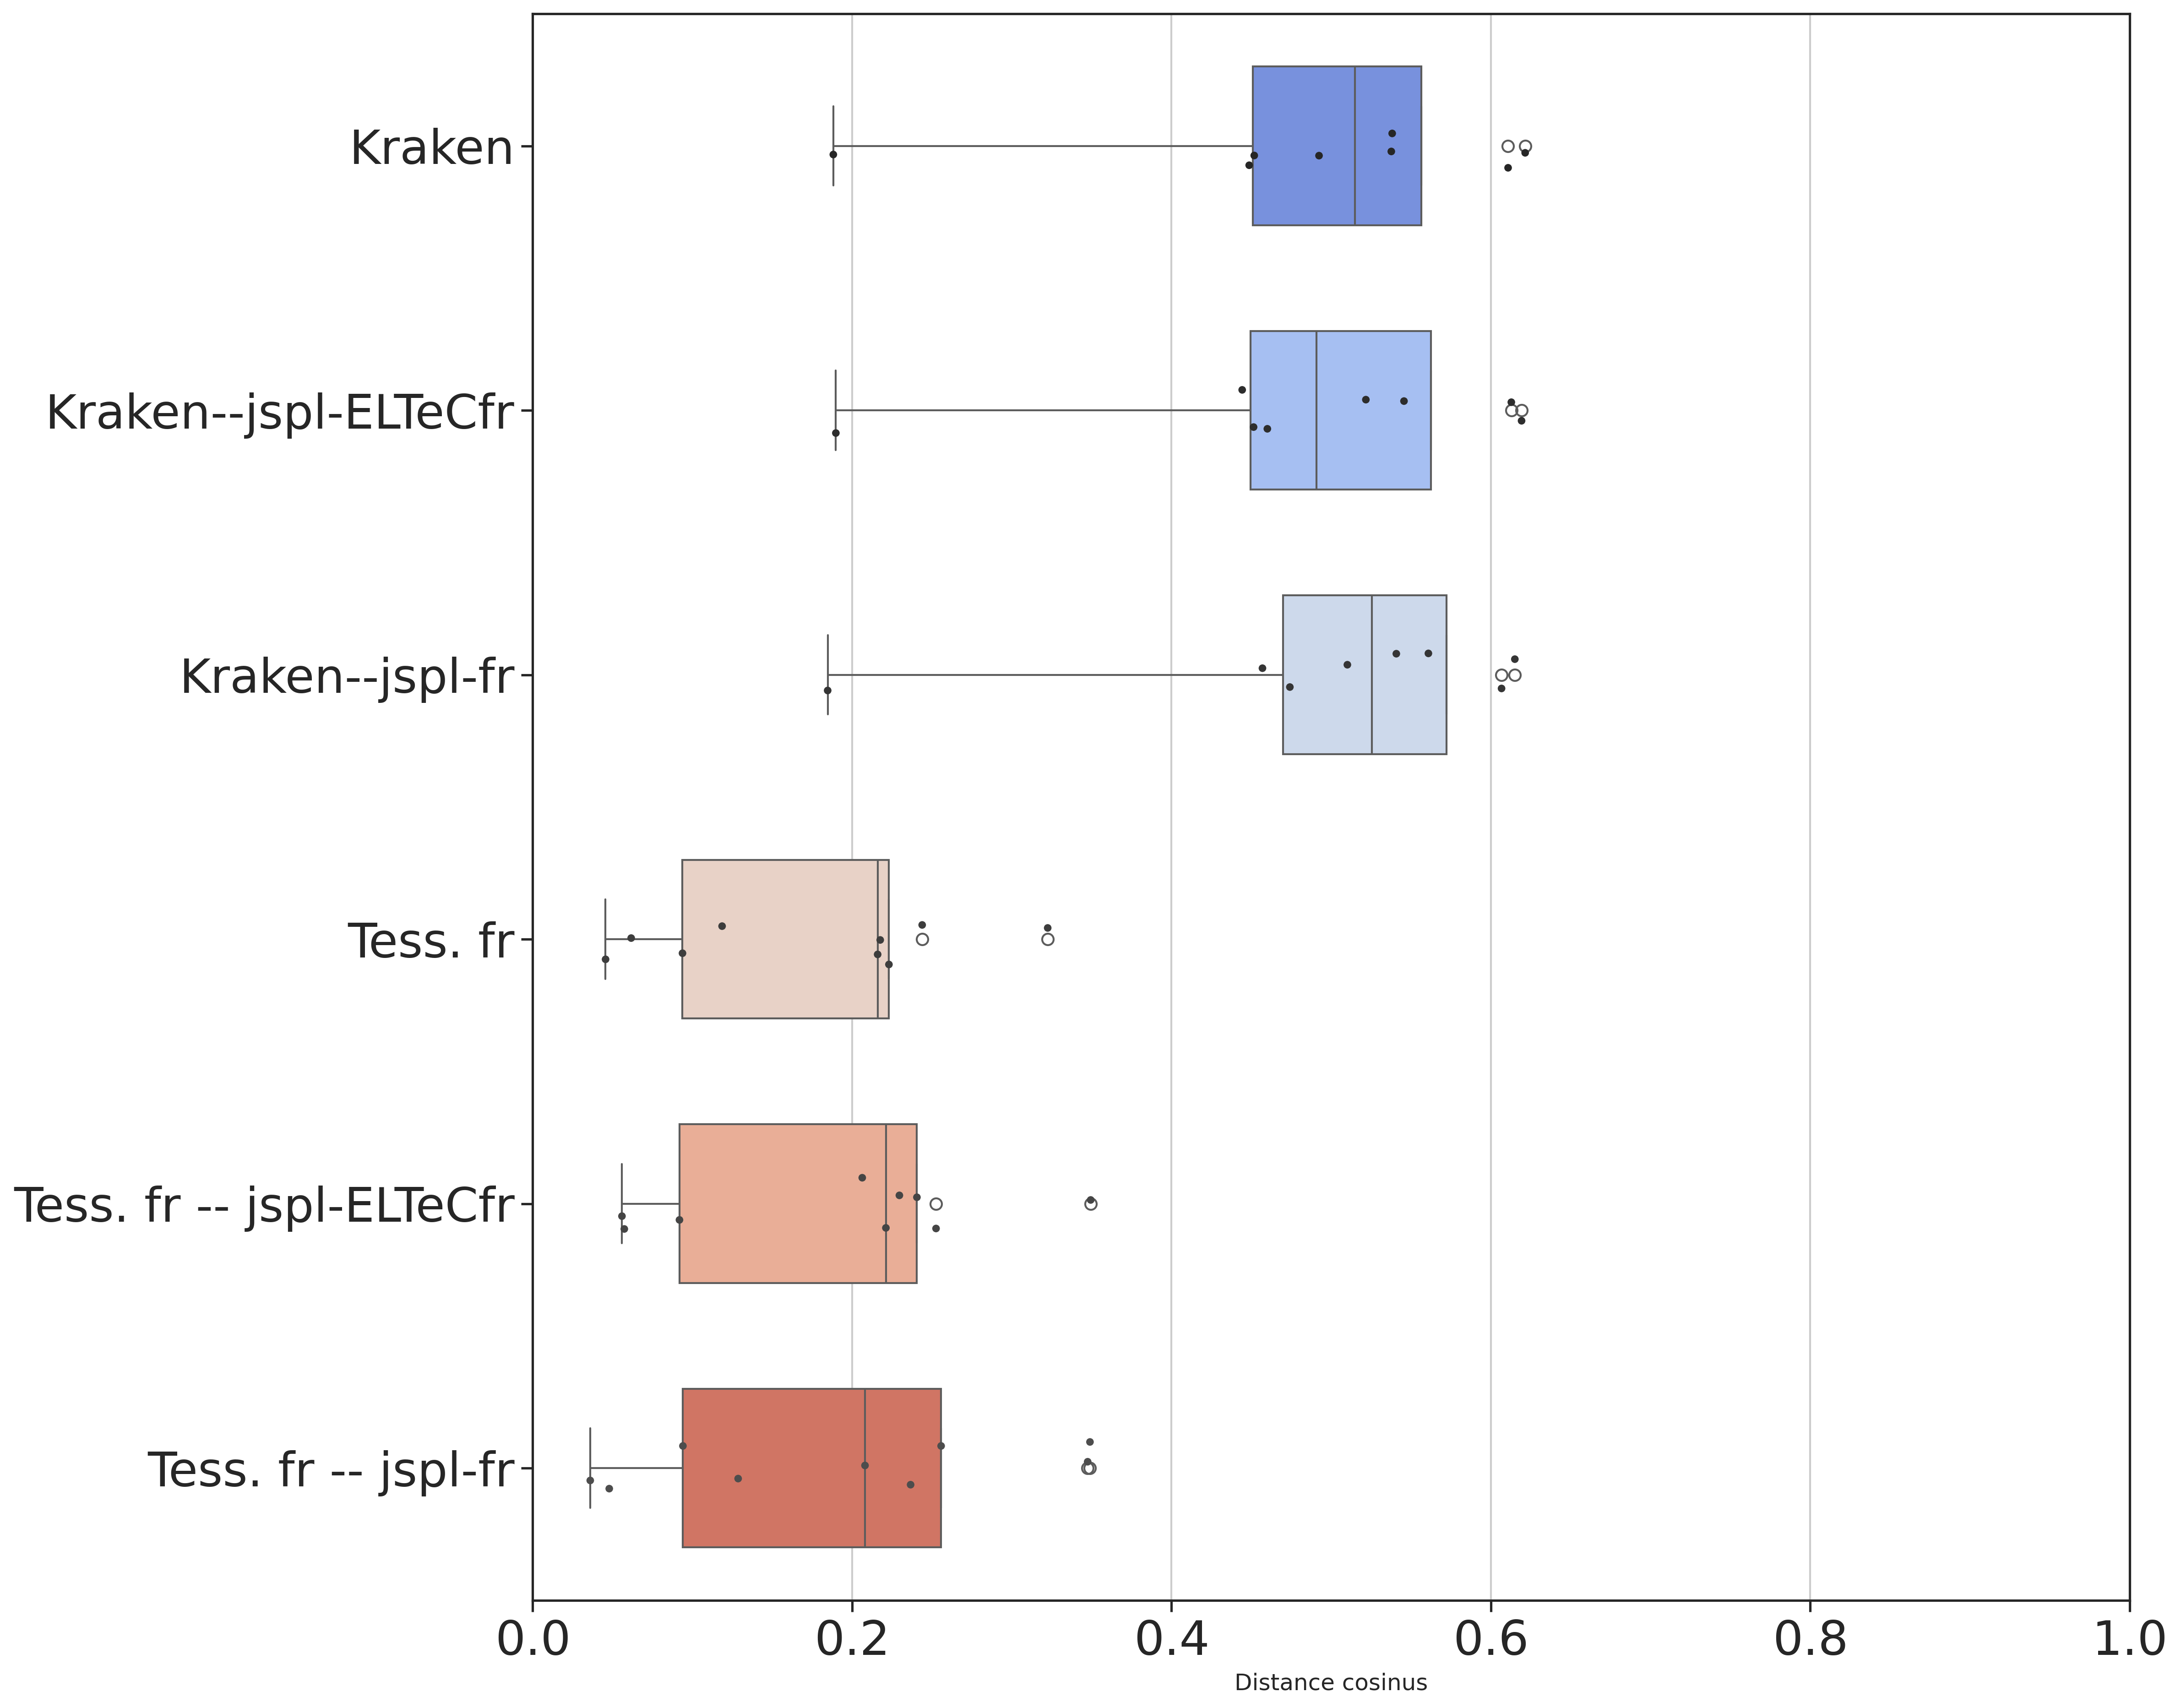 Kraken
Kraken--jspl-ELTeCfr
Kraken--jspl-fr
Tess. fr
Tess. fr -- jspl-ELTeCfr
Tess. fr -- jspl-fr
0.0 0.2 0.4 0.6 0.8 1.0
Distance cosinus